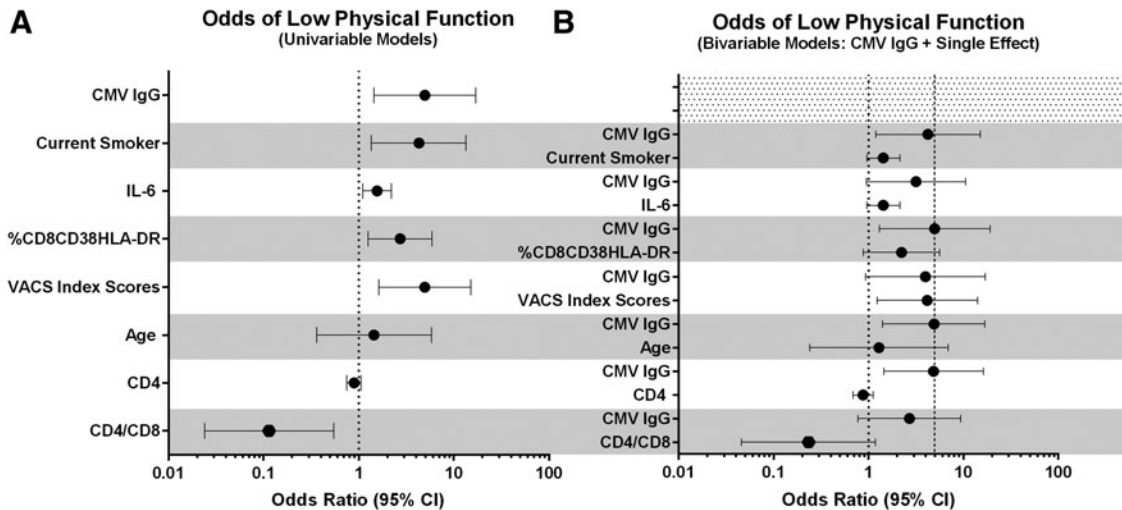 A
Odds of Low Physical Function
(Univariable Models)
CMV IgG
Current Smoker
IL-6
%CD8CD38HLA-DR
VACS Index Scores
Age
CD4
CD4/CD8
0.01
0.1
1
10
100
Odds Ratio (95% CI)
B
Odds of Low Physical Function
(Bivariable Models: CMV IgG + Single Effect)
CMV IgG
Current Smoker
CMV IgG
IL-6
CMV IgG
%CD8CD38HLA-DR
CMV IgG
VACS Index Scores
CMV IgG
Age
CMV IgG
CD4
CMV IgG
CD4/CD8
0.01
0.1
1
10
100
Odds Ratio (95% CI)